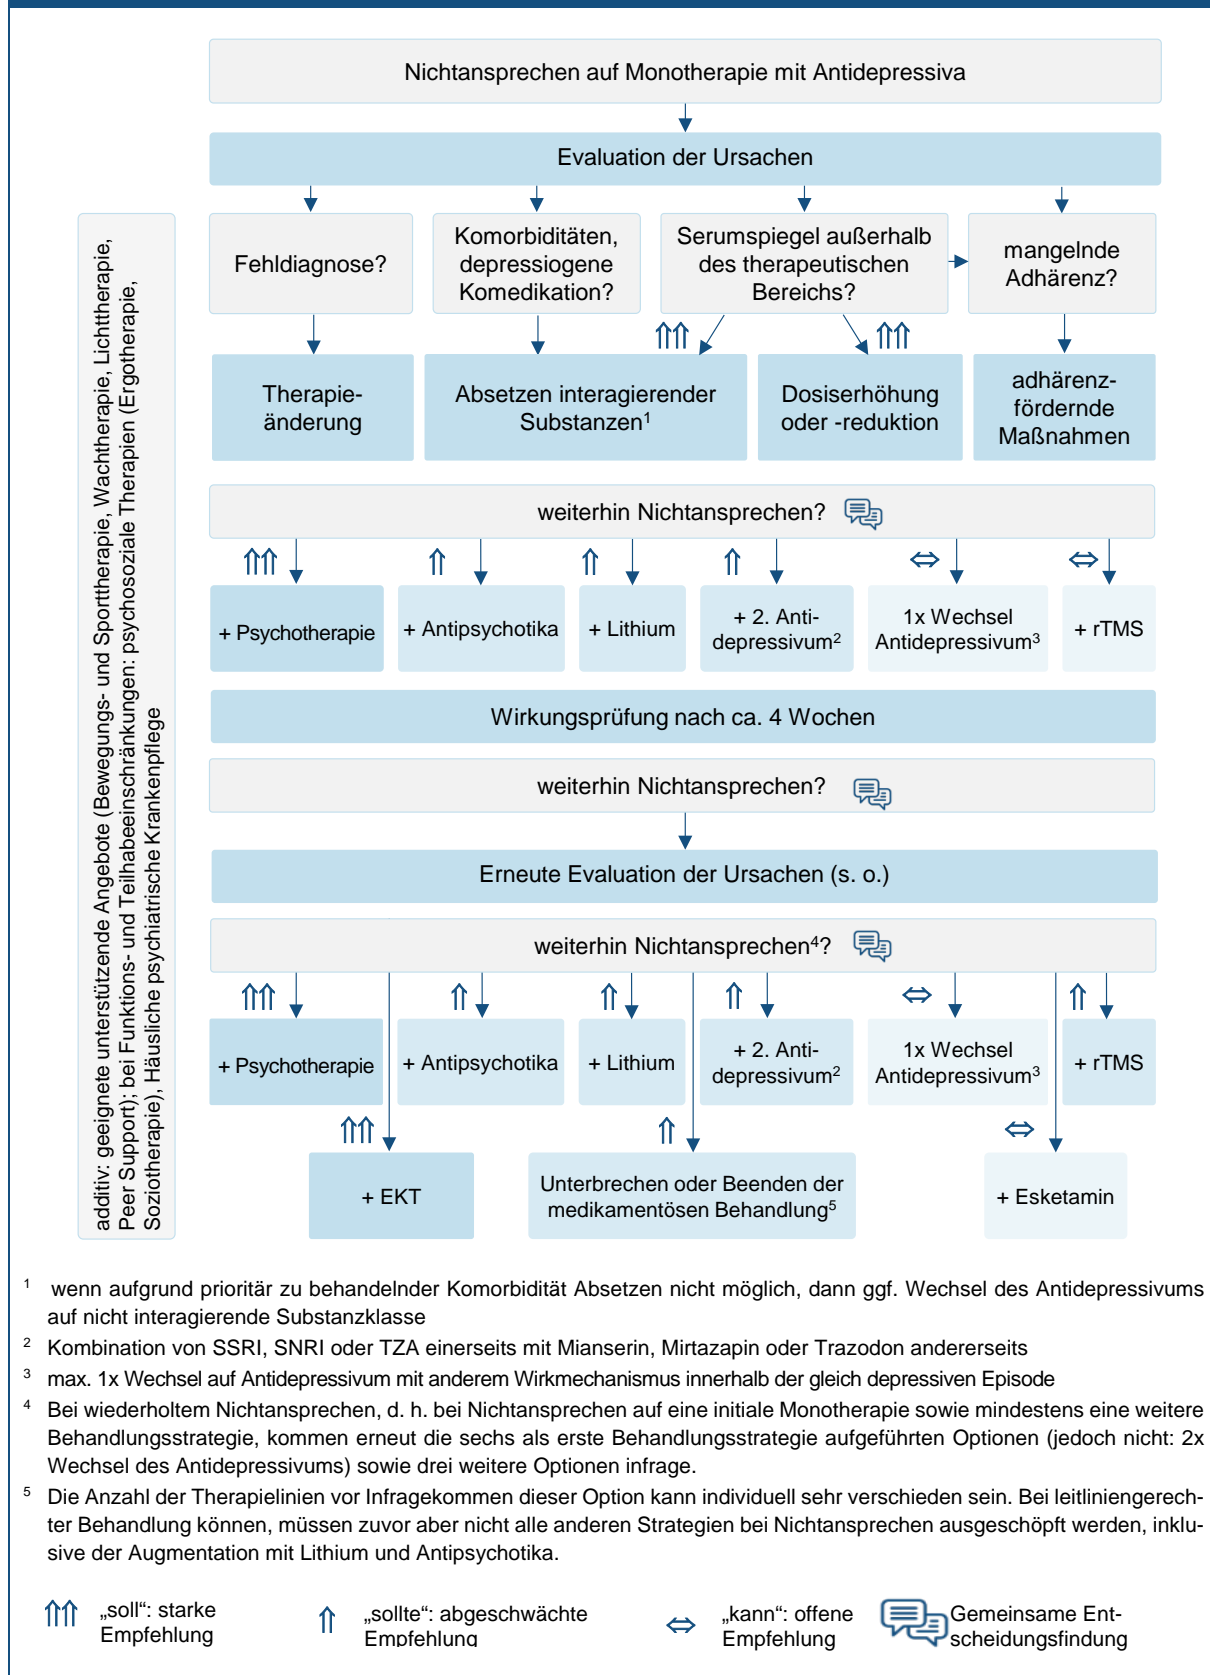 Nichtansprechen auf Monotherapie mit Antidepressiva
Evaluation der Ursachen
Fehldiagnose?
Komorbiditäten,
depressiogene
Komedikation?
Serumspiegel außerhalb
des therapeutischen
Bereichs?
mangelnde
Adhärenz?
⇑⇑
⇑⇑
Therapie-
änderung
Absetzen interagierender
Substanzen¹
Dosiserhöhung
oder -reduktion
adhärenz-
fördernde
Maßnahmen
weiterhin Nichtansprechen?
⇑⇑
⇑
⇑
⇑
⇔
⇔
+ Psychotherapie
+ Antipsychotika
+ Lithium
+ 2. Anti-
depressivum²
1x Wechsel
Antidepressivum³
+ rTMS
Wirkungsprüfung nach ca. 4 Wochen
weiterhin Nichtansprechen?
Erneute Evaluation der Ursachen (s. o.)
weiterhin Nichtansprechen⁴?
⇑⇑
⇑
⇑
⇑
⇔
⇑
+ Psychotherapie
+ Antipsychotika
+ Lithium
+ 2. Anti-
depressivum²
1x Wechsel
Antidepressivum³
+ rTMS
⇑⇑
⇑
⇔
+ EKT
Unterbrechen oder Beenden der
medikamentösen Behandlung⁵
+ Esketamin
additiv: geeignete unterstützende Angebote (Bewegungs- und Sporttherapie, Wachtherapie, Lichttherapie,
Peer Support); bei Funktions- und Teilhabeeinschränkungen: psychosoziale Therapien (Ergotherapie,
Soziotherapie), Häusliche psychiatrische Krankenpflege
¹ wenn aufgrund prioritär zu behandelnder Komorbidität Absetzen nicht möglich, dann ggf. Wechsel des Antidepressivums
auf nicht interagierende Substanzklasse
² Kombination von SSRI, SNRI oder TZA einerseits mit Mianserin, Mirtazapin oder Trazodon andererseits
³ max. 1x Wechsel auf Antidepressivum mit anderem Wirkmechanismus innerhalb der gleich depressiven Episode
⁴ Bei wiederholtem Nichtansprechen, d. h. bei Nichtansprechen auf eine initiale Monotherapie sowie mindestens eine weitere
Behandlungsstrategie, kommen erneut die sechs als erste Behandlungsstrategie aufgeführten Optionen (jedoch nicht: 2x
Wechsel des Antidepressivums) sowie drei weitere Optionen infrage.
⁵ Die Anzahl der Therapielinien vor Infragekommen dieser Option kann individuell sehr verschieden sein. Bei leitliniengerech-
ter Behandlung können, müssen zuvor aber nicht alle anderen Strategien bei Nichtansprechen ausgeschöpft werden, inklu-
sive der Augmentation mit Lithium und Antipsychotika.
⇑⇑ „soll“: starke
Empfehlung
⇑ „sollte“: abgeschwächte
Empfehlung
⇔ „kann“: offene
Empfehlung
Gemeinsame Ent-
scheidungsfindung